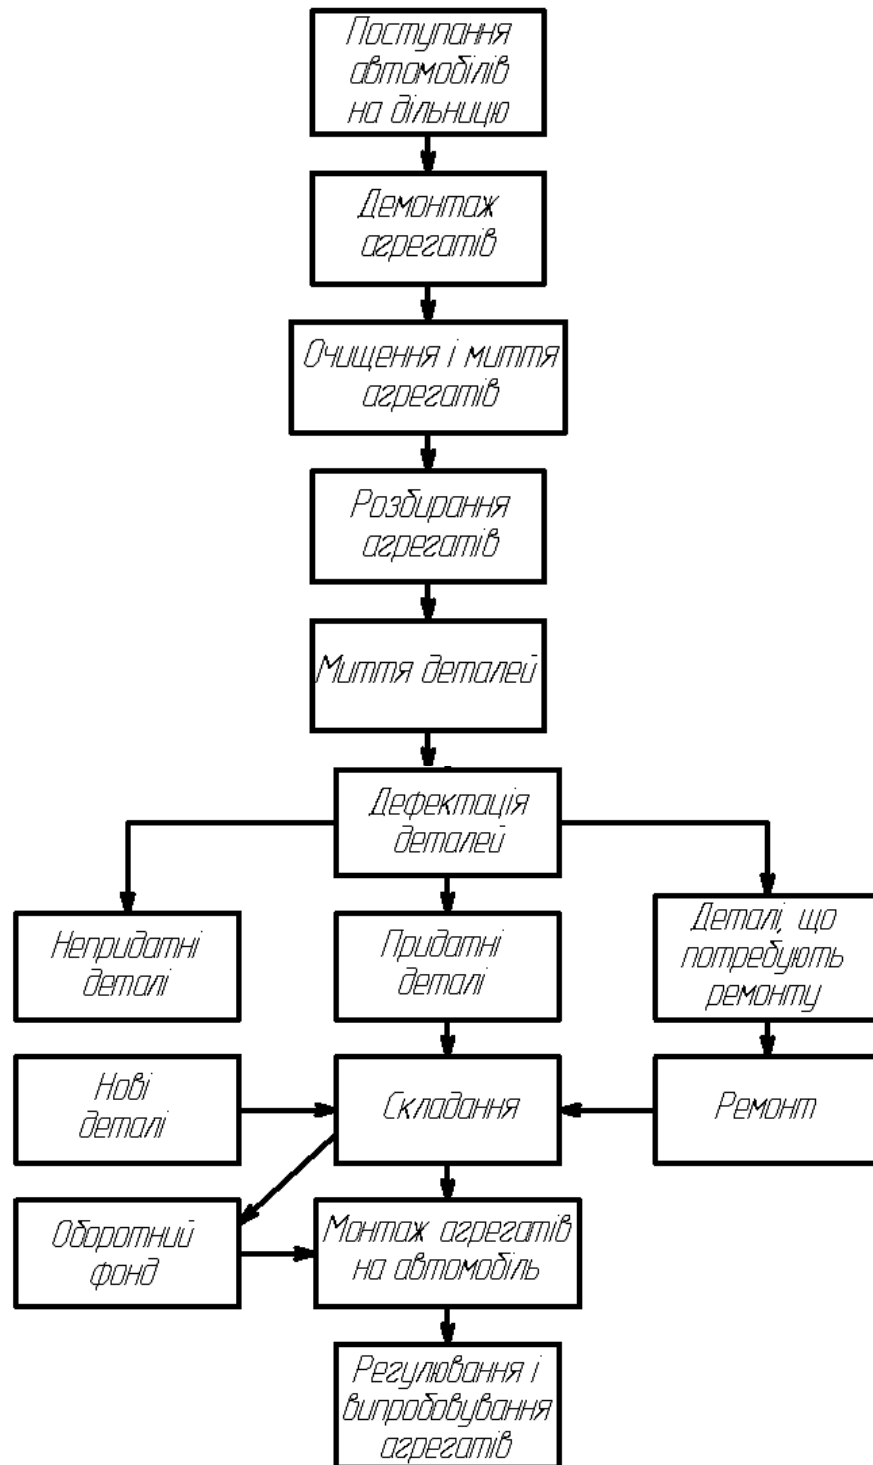 Поступання
автомобілів
на дільницю
Демонтаж
агрегатів
Очищення і миття
агрегатів
Розбирання
агрегатів
Миття деталей
Дефектація
деталей
Непридатні
деталі
Придатні
деталі
Деталі, що
потребують
ремонту
Нові
деталі
Складання
Ремонт
Оборотний
фонд
Монтаж агрегатів
на автомобіль
Регулювання і
випробовування
агрегатів